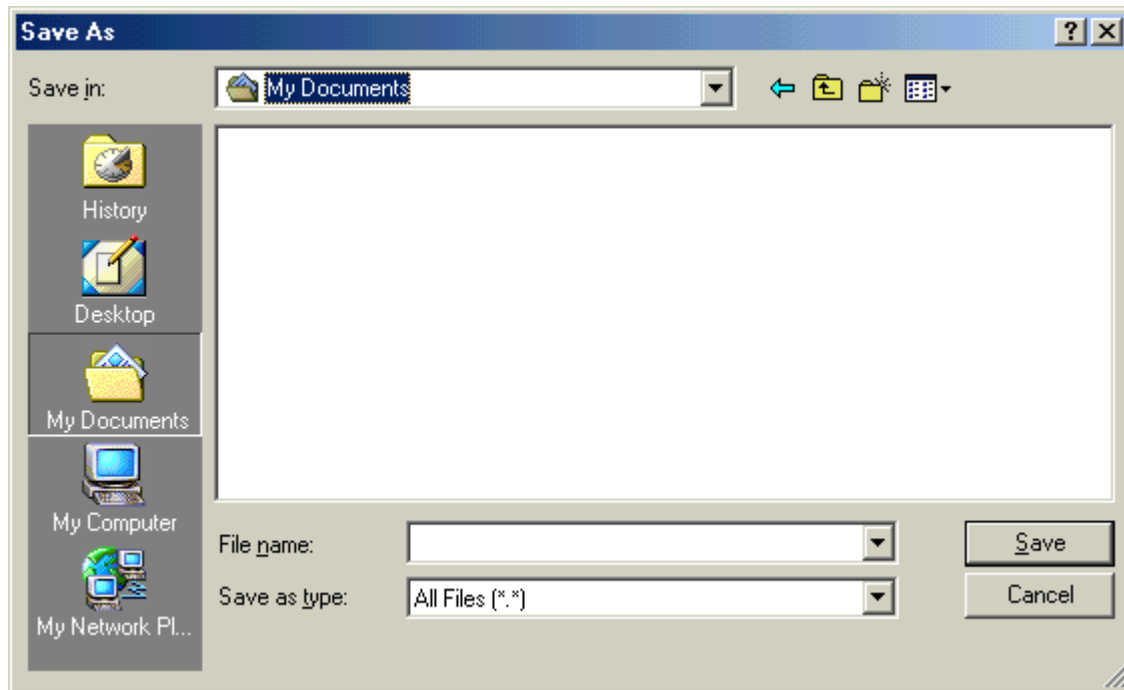 Save As
Save in:
My Documents
History
Desktop
My Documents
My Computer
My Network Pl...
File name:
Save
Save as type:
All Files (*.*)
Cancel